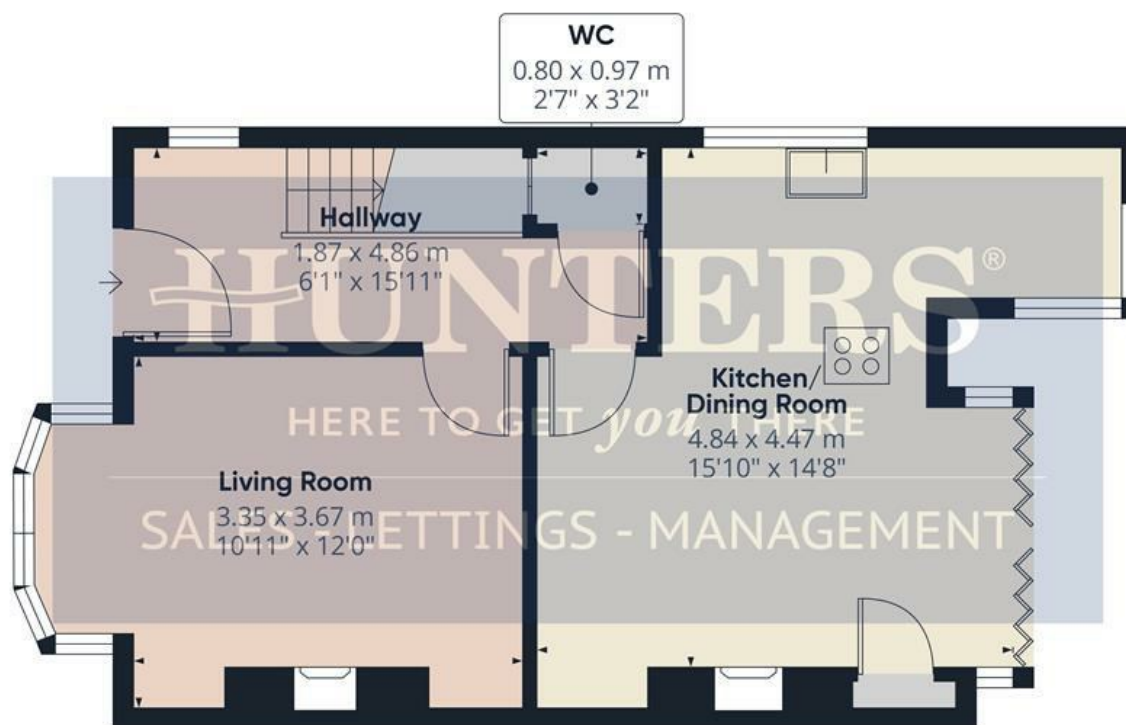 WC
0.80 x 0.97 m
2'7" x 3'2"
Hallway
1.87 x 4.86 m
6'1" x 15'11"
HUNTERS®
HERE TO GET you THERE
SALES - LETTINGS - MANAGEMENT
Kitchen/
Dining Room
4.84 x 4.47 m
15'10" x 14'8"
Living Room
3.35 x 3.67 m
10'11" x 12'0"